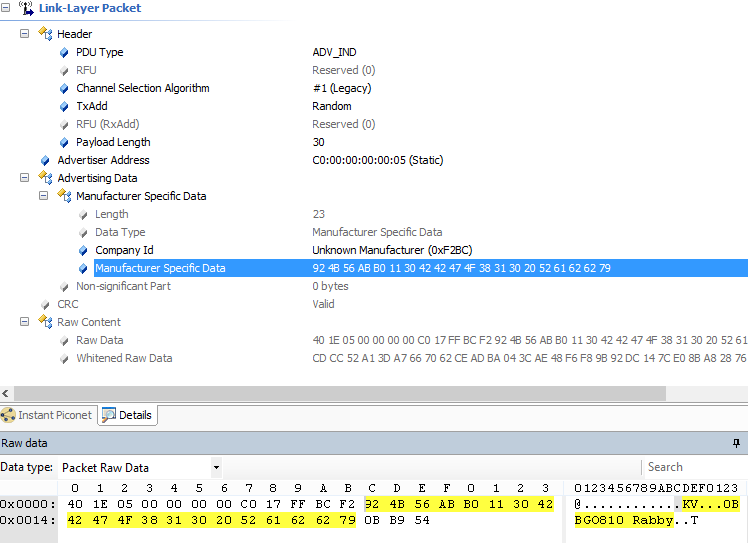 Link-Layer Packet
Header
PDU Type ADV_IND
RFU Reserved (0)
Channel Selection Algorithm #1 (Legacy)
TxAdd Random
RFU (RxAdd) Reserved (0)
Payload Length 30
Advertiser Address C0:00:00:00:00:05 (Static)
Advertising Data
Manufacturer Specific Data
Length 23
Data Type Manufacturer Specific Data
Company Id Unknown Manufacturer (0xF2BC)
Manufacturer Specific Data 92 4B 56 AB B0 11 30 42 42 47 4F 38 31 30 20 52 61 62 62 79
Non-significant Part 0 bytes
CRC Valid
Raw Content
Raw Data 40 1E 05 00 00 00 00 C0 17 FF BC F2 92 4B 56 AB B0 11 30 42 42 47 4F 38 31 30 20 52 61
Whitened Raw Data CD CC 52 A1 3D A7 66 70 62 CE AD BA 04 3C AE 48 F6 F8 9B 92 DC 14 7C E0 8B A8 28 76
Instant Piconet Details
Raw data
Data type: Packet Raw Data Search
0 1 2 3 4 5 6 7 8 9 A B C D E F 0 1 2 3 0123456789ABCDEF0123
0x0000: 40 1E 05 00 00 00 00 C0 17 FF BC F2 92 4B 56 AB B0 11 30 42 @............KV...0B
0x0014: 42 47 4F 38 31 30 20 52 61 62 62 79 0B B9 54 BGO810 Rabby..T